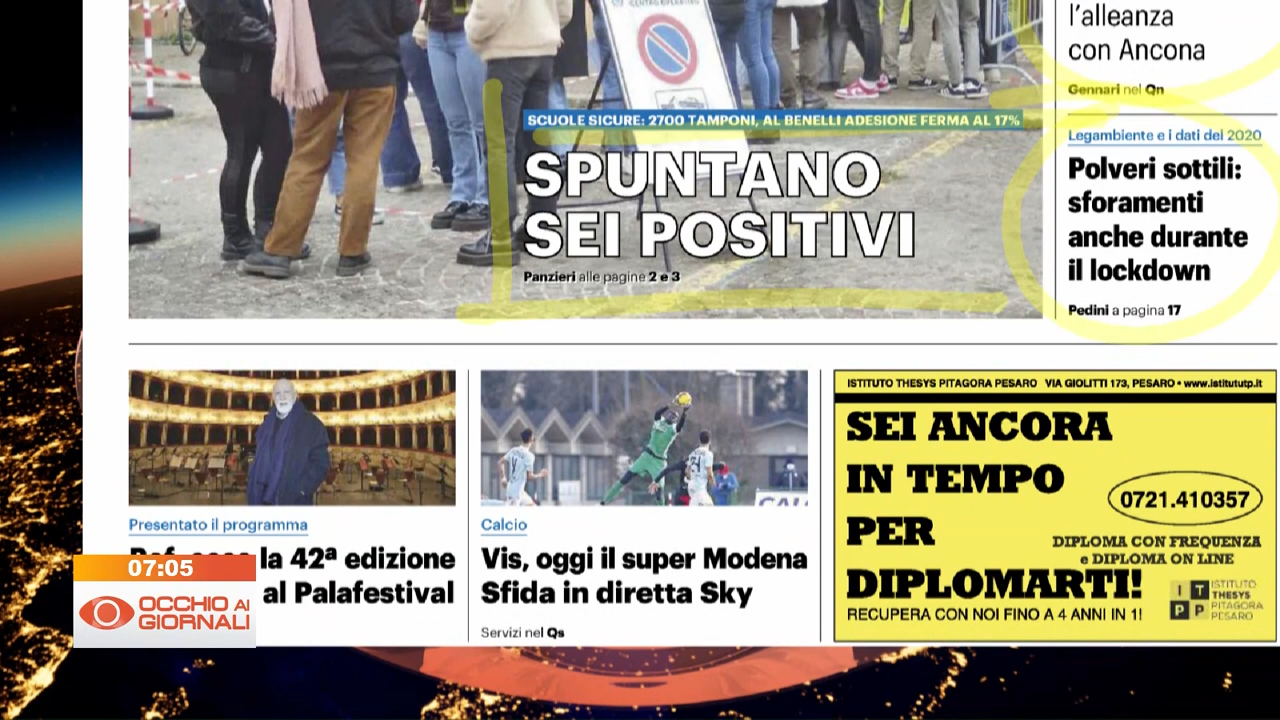 l'alleanza
con Ancona
Gennari nel Qn
SCUOLE SICURE: 2700 TAMPONI, AL BENELLI ADESIONE FERMA AL 17%
SPUNTANO
SEI POSITIVI
Panzieri alle pagine 2 e 3
Legambiente e i dati del 2020
Polveri sottili:
sforamenti
anche durante
il lockdown
Pedini a pagina 17
Presentato il programma
la 42ª edizione
al Palafestival
Calcio
Vis, oggi il super Modena
Sfida in diretta Sky
Servizi nel Qs
ISTITUTO THESYS PITAGORA PESARO VIA GIOLITTI 173, PESARO • www.istitututp.it
SEI ANCORA
IN TEMPO
PER
DIPLOMARTI!
0721.410357
DIPLOMA CON FREQUENZA
e DIPLOMA ON LINE
RECUPERA CON NOI FINO A 4 ANNI IN 1!
I T
P P
ISTITUTO
THESYS
PITAGORA
PESARO
07:05
OCCHIO AI
GIORNALI